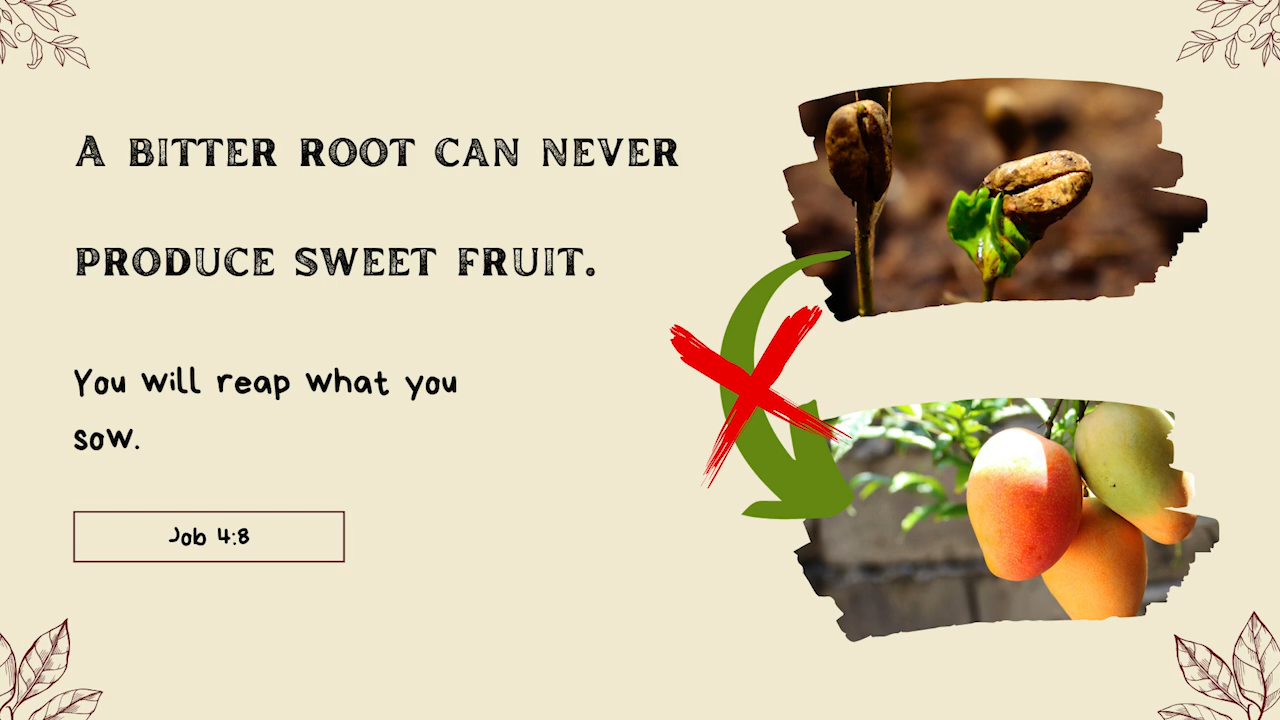 A BITTER ROOT CAN NEVER
PRODUCE SWEET FRUIT.
You will reap what you
sow.
Job 4:8